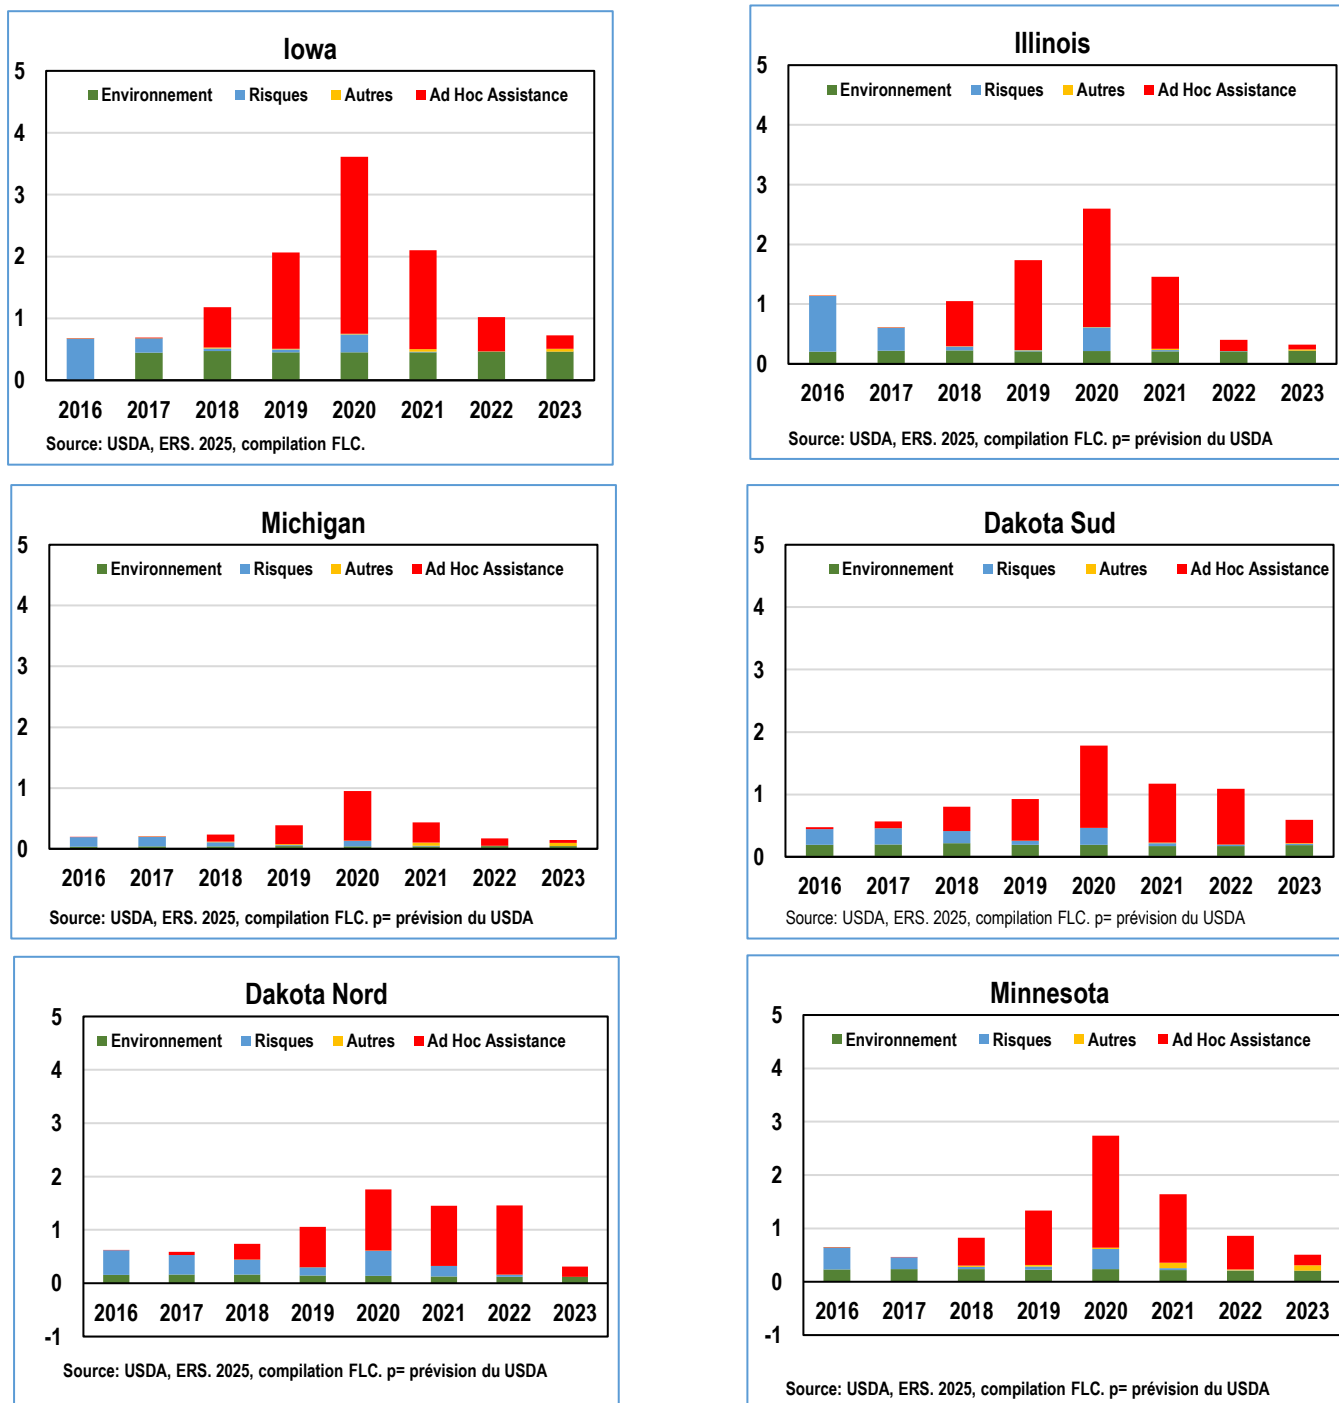 Iowa
5
Environnement Risques Autres Ad Hoc Assistance
4
3
2
1
0
2016 2017 2018 2019 2020 2021 2022 2023
Source: USDA, ERS. 2025, compilation FLC.
Illinois
5
Environnement Risques Autres Ad Hoc Assistance
4
3
2
1
0
2016 2017 2018 2019 2020 2021 2022 2023
Source: USDA, ERS. 2025, compilation FLC. p= prévision du USDA
Michigan
5
Environnement Risques Autres Ad Hoc Assistance
4
3
2
1
0
2016 2017 2018 2019 2020 2021 2022 2023
Source: USDA, ERS. 2025, compilation FLC. p= prévision du USDA
Dakota Sud
5
Environnement Risques Autres Ad Hoc Assistance
4
3
2
1
0
2016 2017 2018 2019 2020 2021 2022 2023
Source: USDA, ERS. 2025, compilation FLC. p= prévision du USDA
Dakota Nord
5
Environnement Risques Autres Ad Hoc Assistance
4
3
2
1
0
2016 2017 2018 2019 2020 2021 2022 2023
-1
Source: USDA, ERS. 2025, compilation FLC. p= prévision du USDA
Minnesota
5
Environnement Risques Autres Ad Hoc Assistance
4
3
2
1
0
2016 2017 2018 2019 2020 2021 2022 2023
-1
Source: USDA, ERS. 2025, compilation FLC. p= prévision du USDA